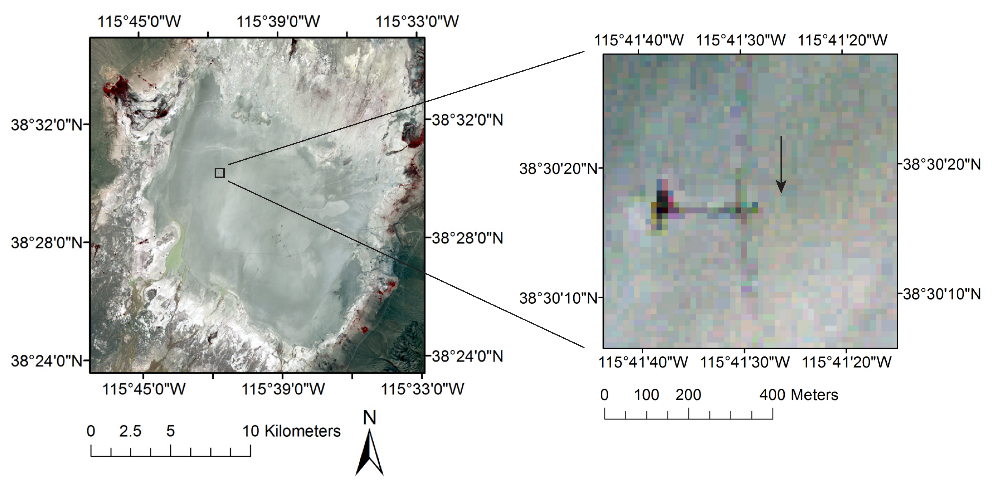 115°45'0"W 115°39'0"W 115°33'0"W
115°41'40"W 115°41'30"W 115°41'20"W
38°32'0"N 38°32'0"N
38°30'20"N 38°30'20"N
38°28'0"N 38°28'0"N
38°30'10"N 38°30'10"N
38°24'0"N 38°24'0"N
115°41'40"W 115°41'30"W 115°41'20"W
115°45'0"W 115°39'0"W 115°33'0"W
0 100 200 400 Meters
N
0 2.5 5 10 Kilometers